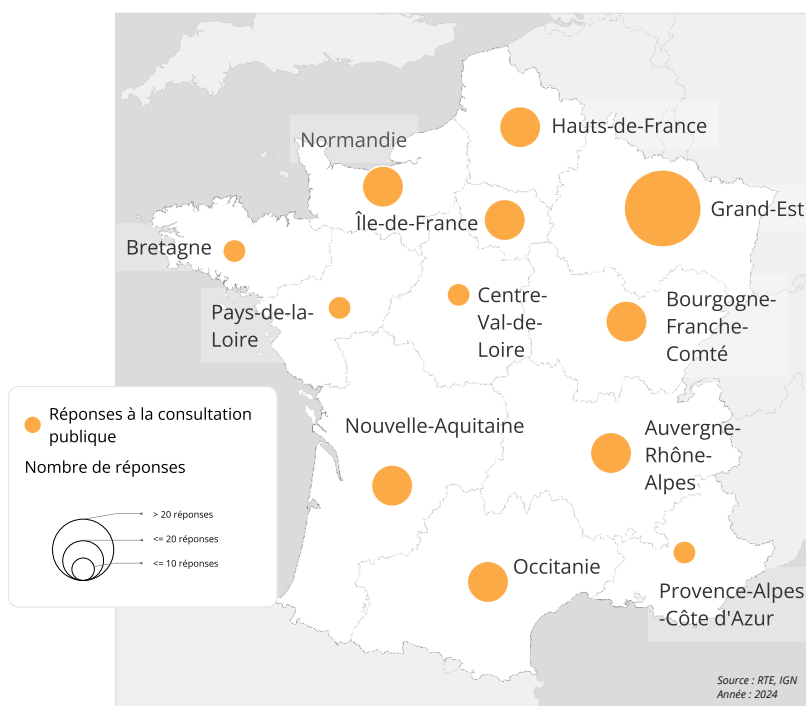 Hauts-de-France
Normandie
Grand-Est
Île-de-France
Bretagne
Centre-
Val-de-
Loire
Pays-de-la-
Loire
Bourgogne-
Franche-
Comté
Nouvelle-Aquitaine
Auvergne-
Rhône-
Alpes
Occitanie
Provence-Alpes
-Côte d'Azur
Réponses à la consultation
publique
Nombre de réponses
> 20 réponses
<= 20 réponses
<= 10 réponses
Source : RTE, IGN
Année : 2024